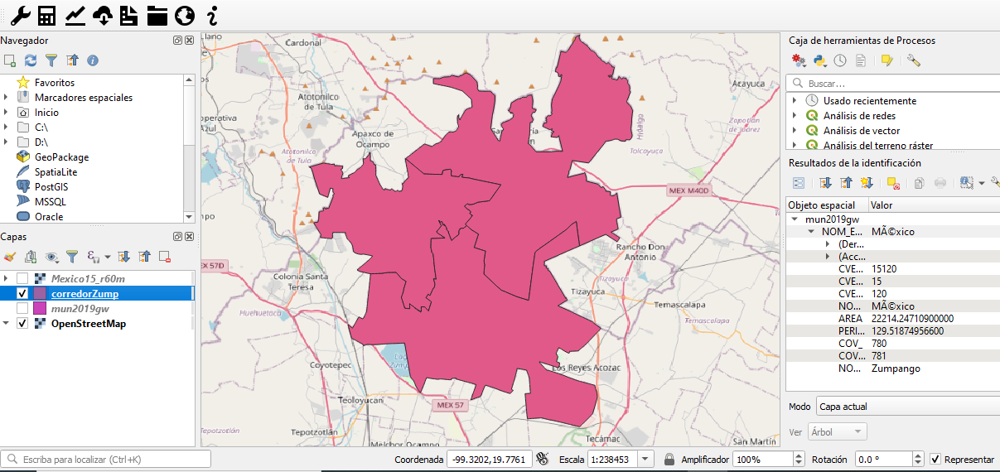 Navegador
Favoritos
Marcadores espaciales
Inicio
C:\
D:\
GeoPackage
SpatiaLite
PostGIS
MSSQL
Oracle
Capas
Mexico15_r60m
corredorZump
mun2019gw
OpenStreetMap
Llano
Cardonal
Atotonilco
de Tula
Cooperativa
Azul
Apaxco de
Ocampo
Atotonilco
de Tula
Acayuca
Zapotlán
de Juárez
Hidalgo
Tolcayuca
MEX M40D
EX 57D
Colonia Santa
Teresa
Huehuetoca
Rancho Don
Antonio
Tizayuca
Tizayuca
Temascalapa
Temascalapa
Coyotepec
Los Reyes Acozac
Teoloyucan
MEX 57
Tepotzotlán
Tepotzotlán
Melchor Ocampo
Tecámac
San Martín
Caja de herramientas de Procesos
Buscar...
Usado recientemente
Análisis de redes
Análisis de vector
Análisis del terreno ráster
Resultados de la identificación
Objeto espacial Valor
mun2019gw
NOM_E... MÃ©xico
(Der...
(Acc...
CVE... 15120
CVE... 15
CVE... 120
NO... MÃ©xico
AREA 22214.24710900000
PERI... 129.51874956600
COV_ 780
COV... 781
NO... Zumpango
Modo Capa actual
Ver Árbol
Escriba para localizar (Ctrl+K)
Coordenada -99.3202,19.7761 Escala 1:238453 Amplificador 100% Rotación 0.0 ° Representar